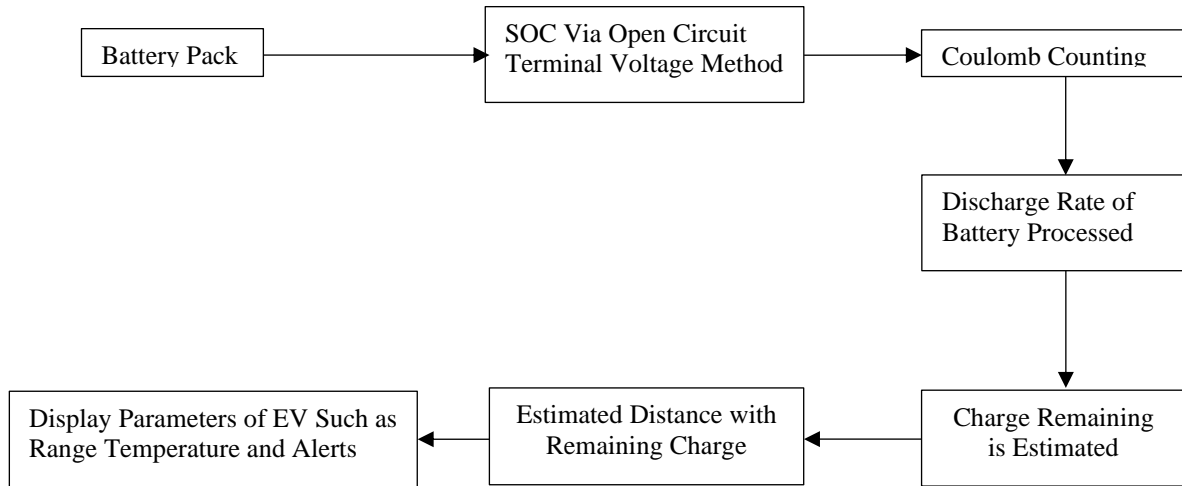 Battery Pack
SOC Via Open Circuit
Terminal Voltage Method
Coulomb Counting
Discharge Rate of
Battery Processed
Charge Remaining
is Estimated
Estimated Distance with
Remaining Charge
Display Parameters of EV Such as
Range Temperature and Alerts